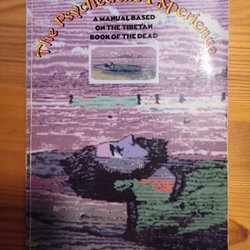 The Psychedelic Experience
A MANUAL BASED
ON THE TIBETAN
BOOK OF THE DEAD